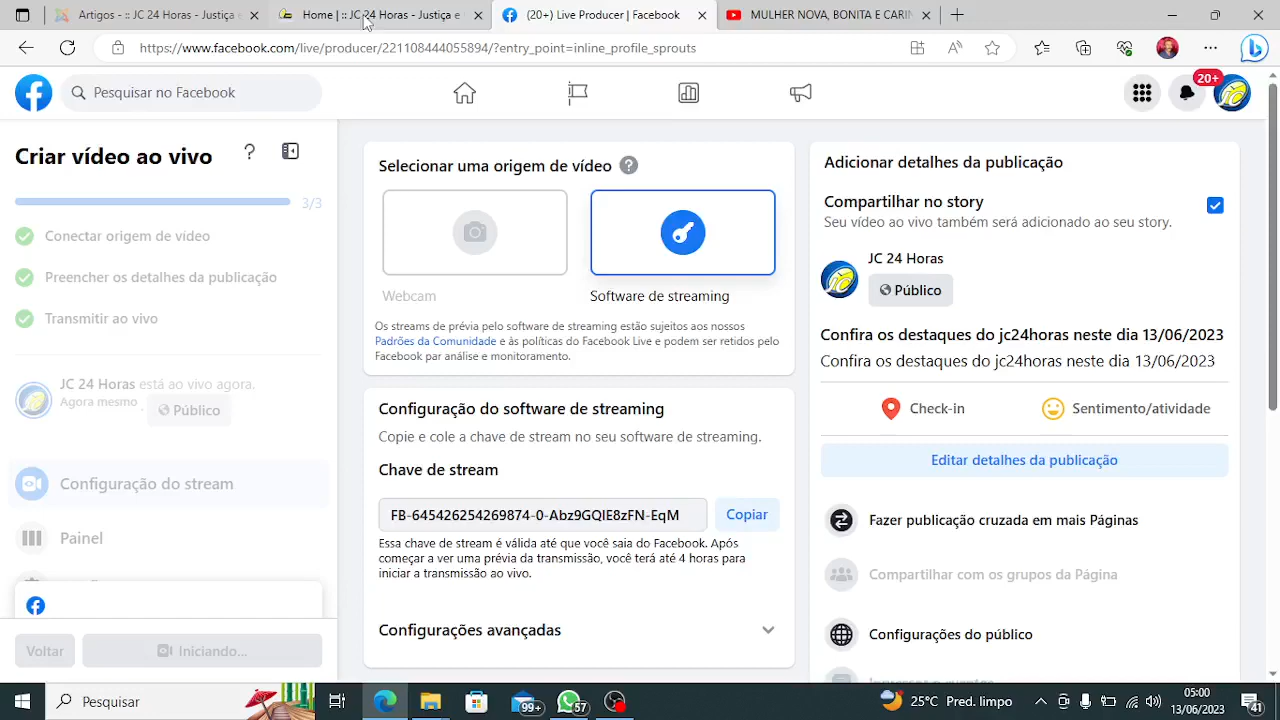 Artigos - :: JC 24 Horas - Justiça e
Home | :: JC 24 Horas - Justiça e
(20+) Live Producer | Facebook
MULHER NOVA, BONITA E CARIN
https://www.facebook.com/live/producer/221108444055894/?entry_point=inline_profile_sprouts
Pesquisar no Facebook
20+
Criar vídeo ao vivo
3/3
Conectar origem de vídeo
Preencher os detalhes da publicação
Transmitir ao vivo
JC 24 Horas está ao vivo agora.
Agora mesmo ·
Público
Configuração do stream
Painel
Voltar
Iniciando...
Selecionar uma origem de vídeo
Webcam
Software de streaming
Os streams de prévia pelo software de streaming estão sujeitos aos nossos
Padrões da Comunidade e às políticas do Facebook Live e podem ser retidos pelo
Facebook par análise e monitoramento.
Configuração do software de streaming
Copie e cole a chave de stream no seu software de streaming.
Chave de stream
FB-645426254269874-0-Abz9GQIE8zFN-EqM
Copiar
Essa chave de stream é válida até que você saia do Facebook. Após
começar a ver uma prévia da transmissão, você terá até 4 horas para
iniciar a transmissão ao vivo.
Configurações avançadas
Adicionar detalhes da publicação
Compartilhar no story
Seu vídeo ao vivo também será adicionado ao seu story.
JC 24 Horas
Público
Confira os destaques do jc24horas neste dia 13/06/2023
Confira os destaques do jc24horas neste dia 13/06/2023
Check-in
Sentimento/atividade
Editar detalhes da publicação
Fazer publicação cruzada em mais Páginas
Compartilhar com os grupos da Página
Configurações do público
Pesquisar
99+
57
25°C Pred. limpo
05:00
13/06/2023
41